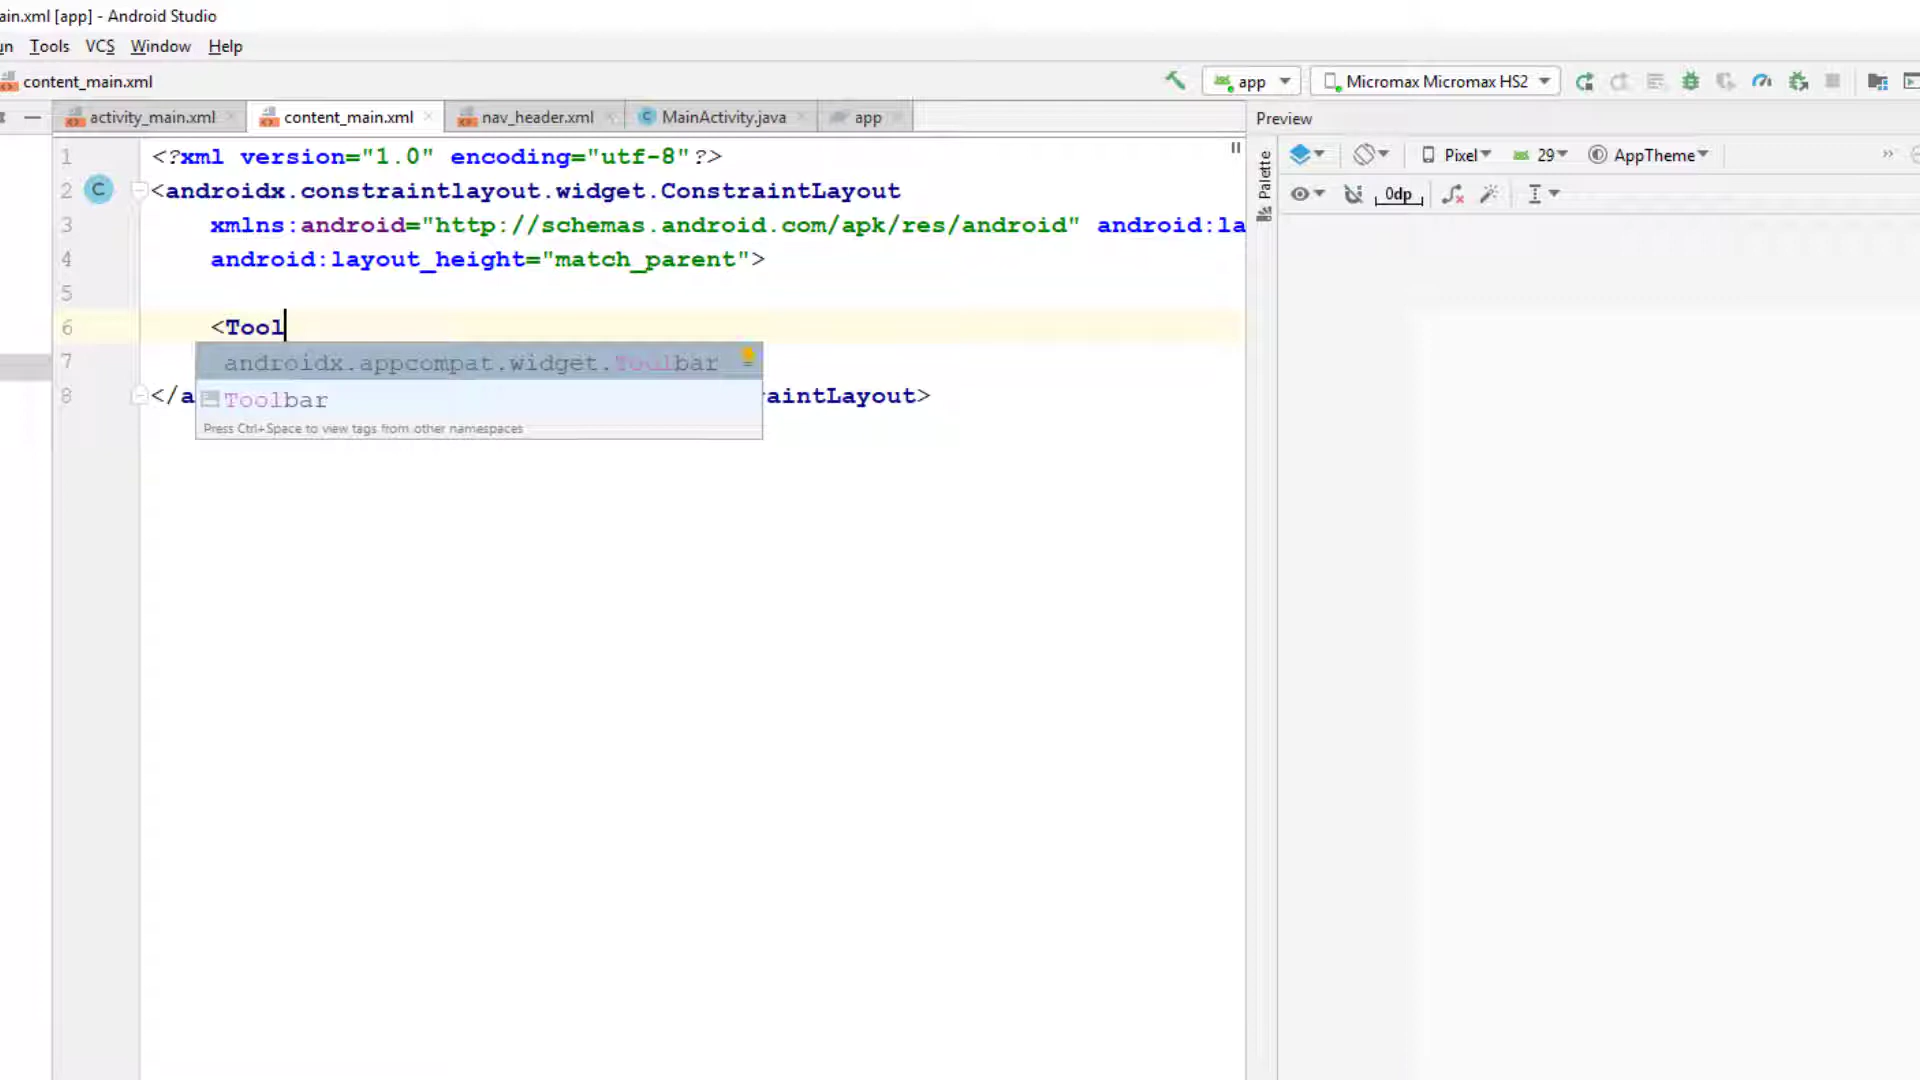 ain.xml [app] - Android Studio
un Tools VCS Window Help
content_main.xml
app Micromax Micromax HS2
activity_main.xml content_main.xml nav_header.xml MainActivity.java app
Preview
Palette
Pixel 29 AppTheme
0dp
1 <?xml version="1.0" encoding="utf-8"?>
2 <androidx.constraintlayout.widget.ConstraintLayout
3 xmlns:android="http://schemas.android.com/apk/res/android" android:la
4 android:layout_height="match_parent">
5
6 <Tool
7 androidx.appcompat.widget.Toolbar
8 </a Toolbar aintLayout>
Press Ctrl+Space to view tags from other namespaces